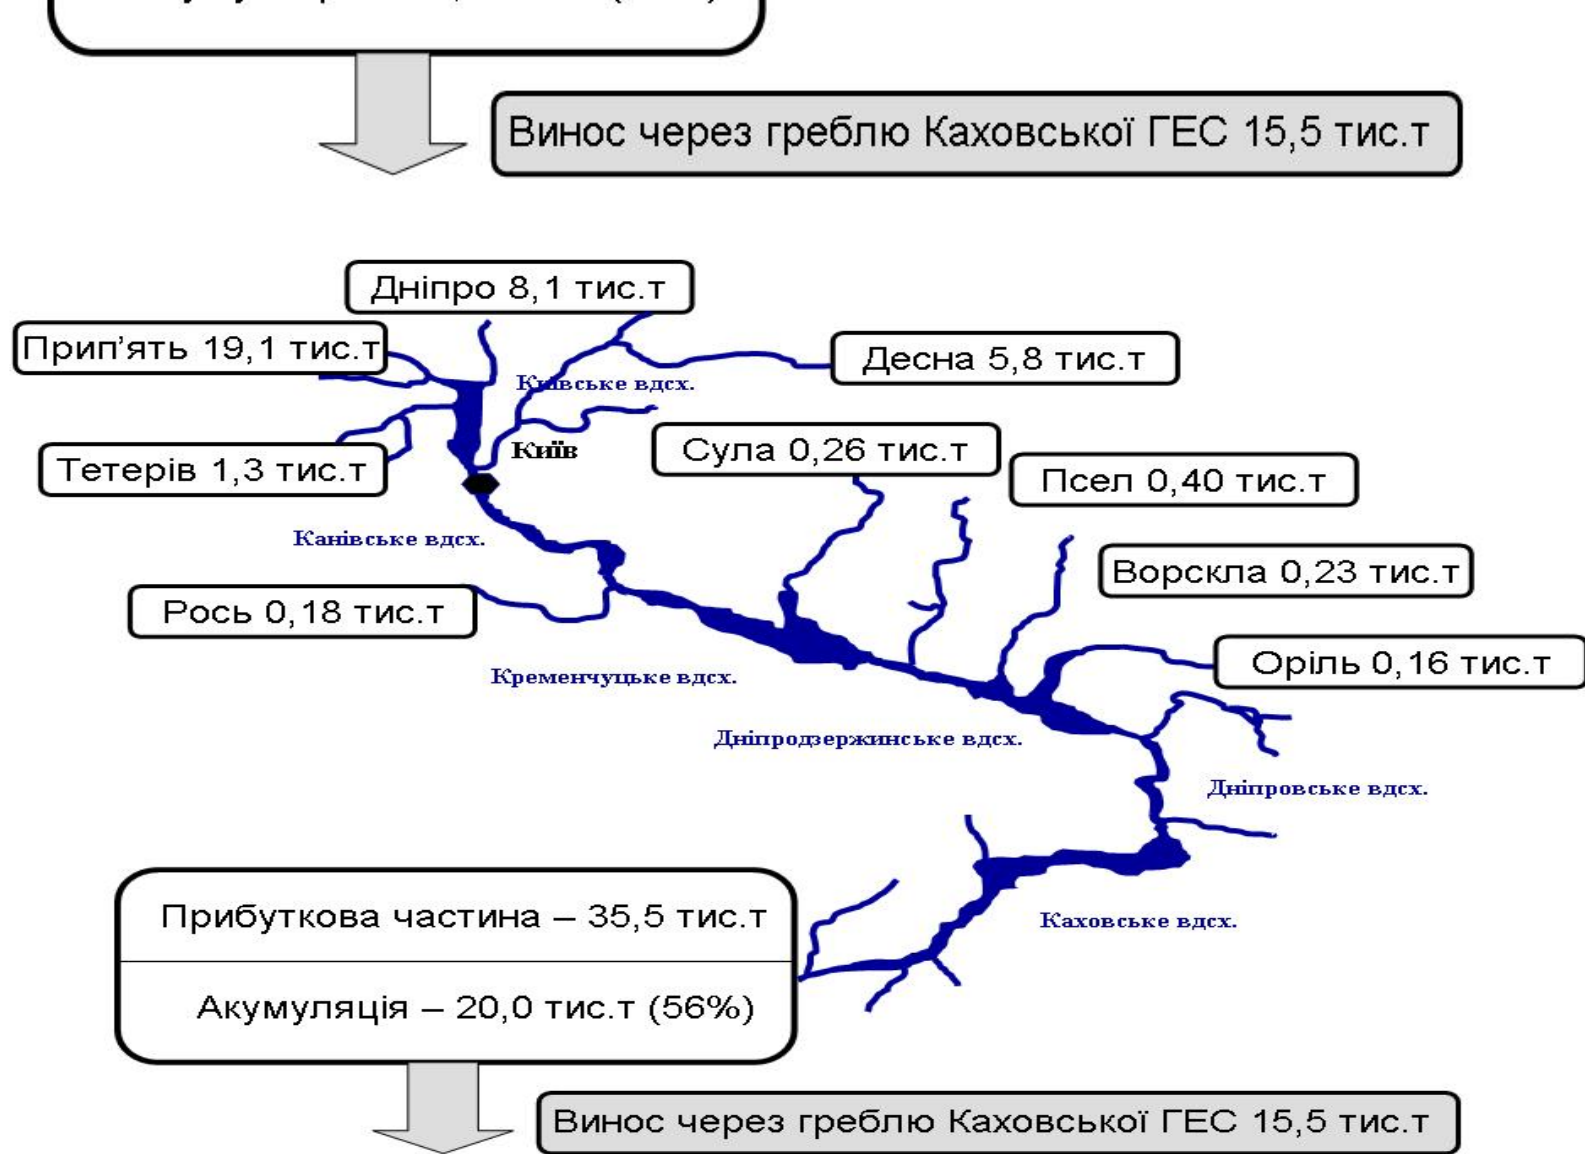 Винос через греблю Каховської ГЕС 15,5 тис.т
Дніпро 8,1 тис.т
Прип’ять 19,1 тис.т
Десна 5,8 тис.т
Київське вдсх.
Сула 0,26 тис.т
Київ
Тетерів 1,3 тис.т
Псел 0,40 тис.т
Канівське вдсх.
Ворскла 0,23 тис.т
Рось 0,18 тис.т
Оріль 0,16 тис.т
Кременчуцьке вдсх.
Дніпродзержинське вдсх.
Дніпровське вдсх.
Прибуткова частина – 35,5 тис.т
Каховське вдсх.
Акумуляція – 20,0 тис.т (56%)
Винос через греблю Каховської ГЕС 15,5 тис.т